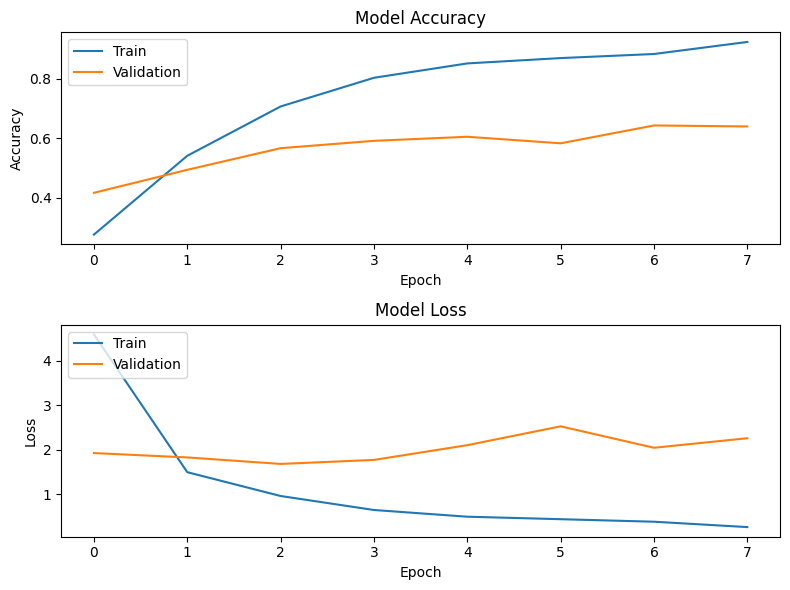 Model Accuracy
Train
Validation
0.8
0.6
0.4
Accuracy
0 1 2 3 4 5 6 7
Epoch
Model Loss
Train
Validation
4
3
2
1
Loss
0 1 2 3 4 5 6 7
Epoch